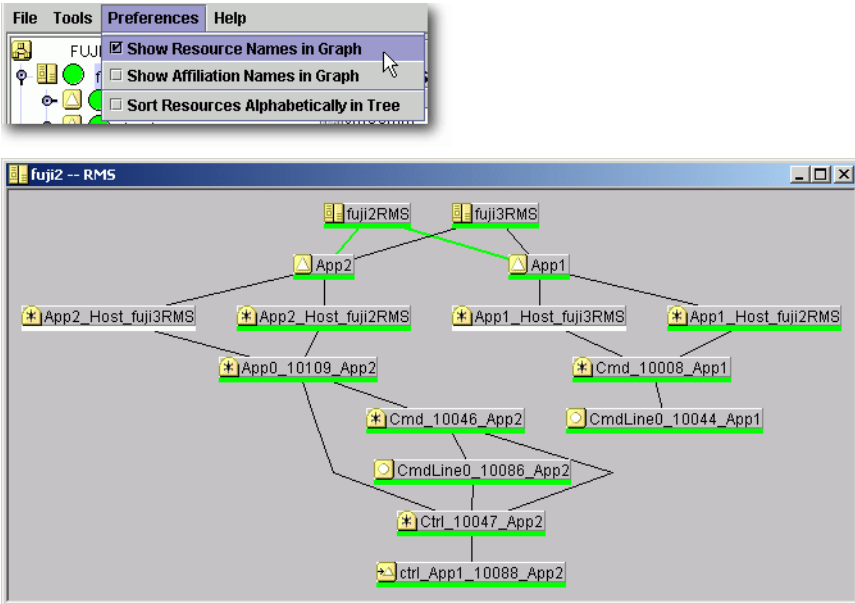 File Tools Preferences Help
FUJI
Show Resource Names in Graph
Show Affiliation Names in Graph
Sort Resources Alphabetically in Tree
fuji2 -- RMS
fuji2RMS fuji3RMS
App2 App1
App2_Host_fuji3RMS App2_Host_fuji2RMS App1_Host_fuji3RMS App1_Host_fuji2RMS
App0_10109_App2 Cmd_10008_App1
Cmd_10046_App2 CmdLine0_10044_App1
CmdLine0_10086_App2
Ctrl_10047_App2
ctrl_App1_10088_App2